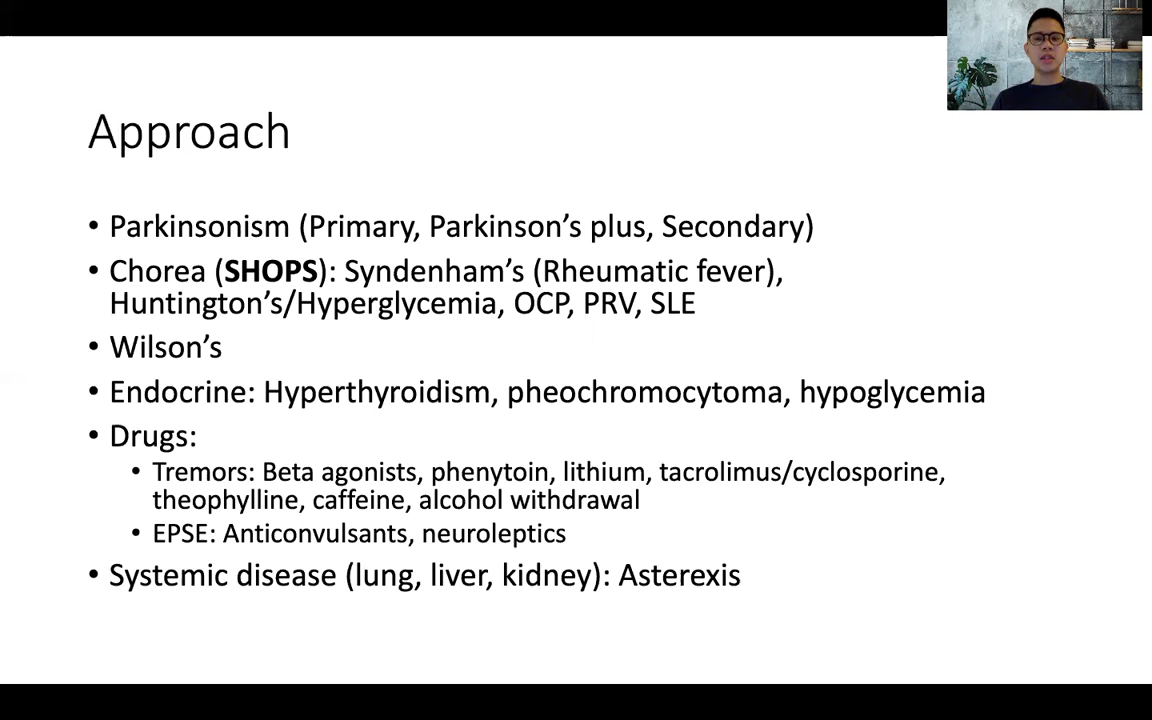 Approach
• Parkinsonism (Primary, Parkinson’s plus, Secondary)
• Chorea (SHOPS): Syndenham’s (Rheumatic fever),
Huntington’s/Hyperglycemia, OCP, PRV, SLE
• Wilson’s
• Endocrine: Hyperthyroidism, pheochromocytoma, hypoglycemia
• Drugs:
• Tremors: Beta agonists, phenytoin, lithium, tacrolimus/cyclosporine,
theophylline, caffeine, alcohol withdrawal
• EPSE: Anticonvulsants, neuroleptics
• Systemic disease (lung, liver, kidney): Asterexis